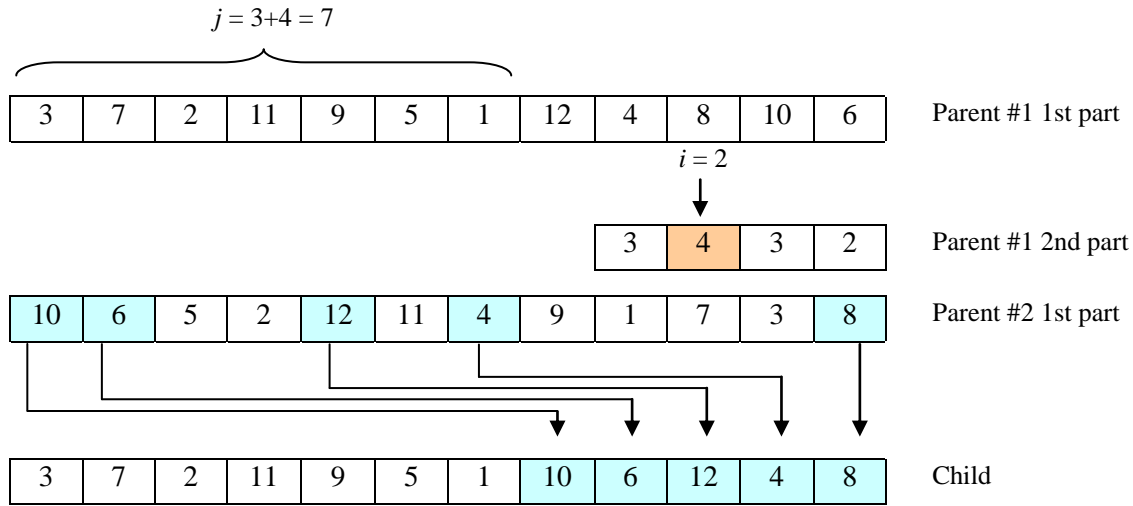 j = 3+4 = 7
3 7 2 11 9 5 1 12 4 8 10 6 Parent #1 1st part
i = 2
3 4 3 2 Parent #1 2nd part
10 6 5 2 12 11 4 9 1 7 3 8 Parent #2 1st part
3 7 2 11 9 5 1 10 6 12 4 8 Child